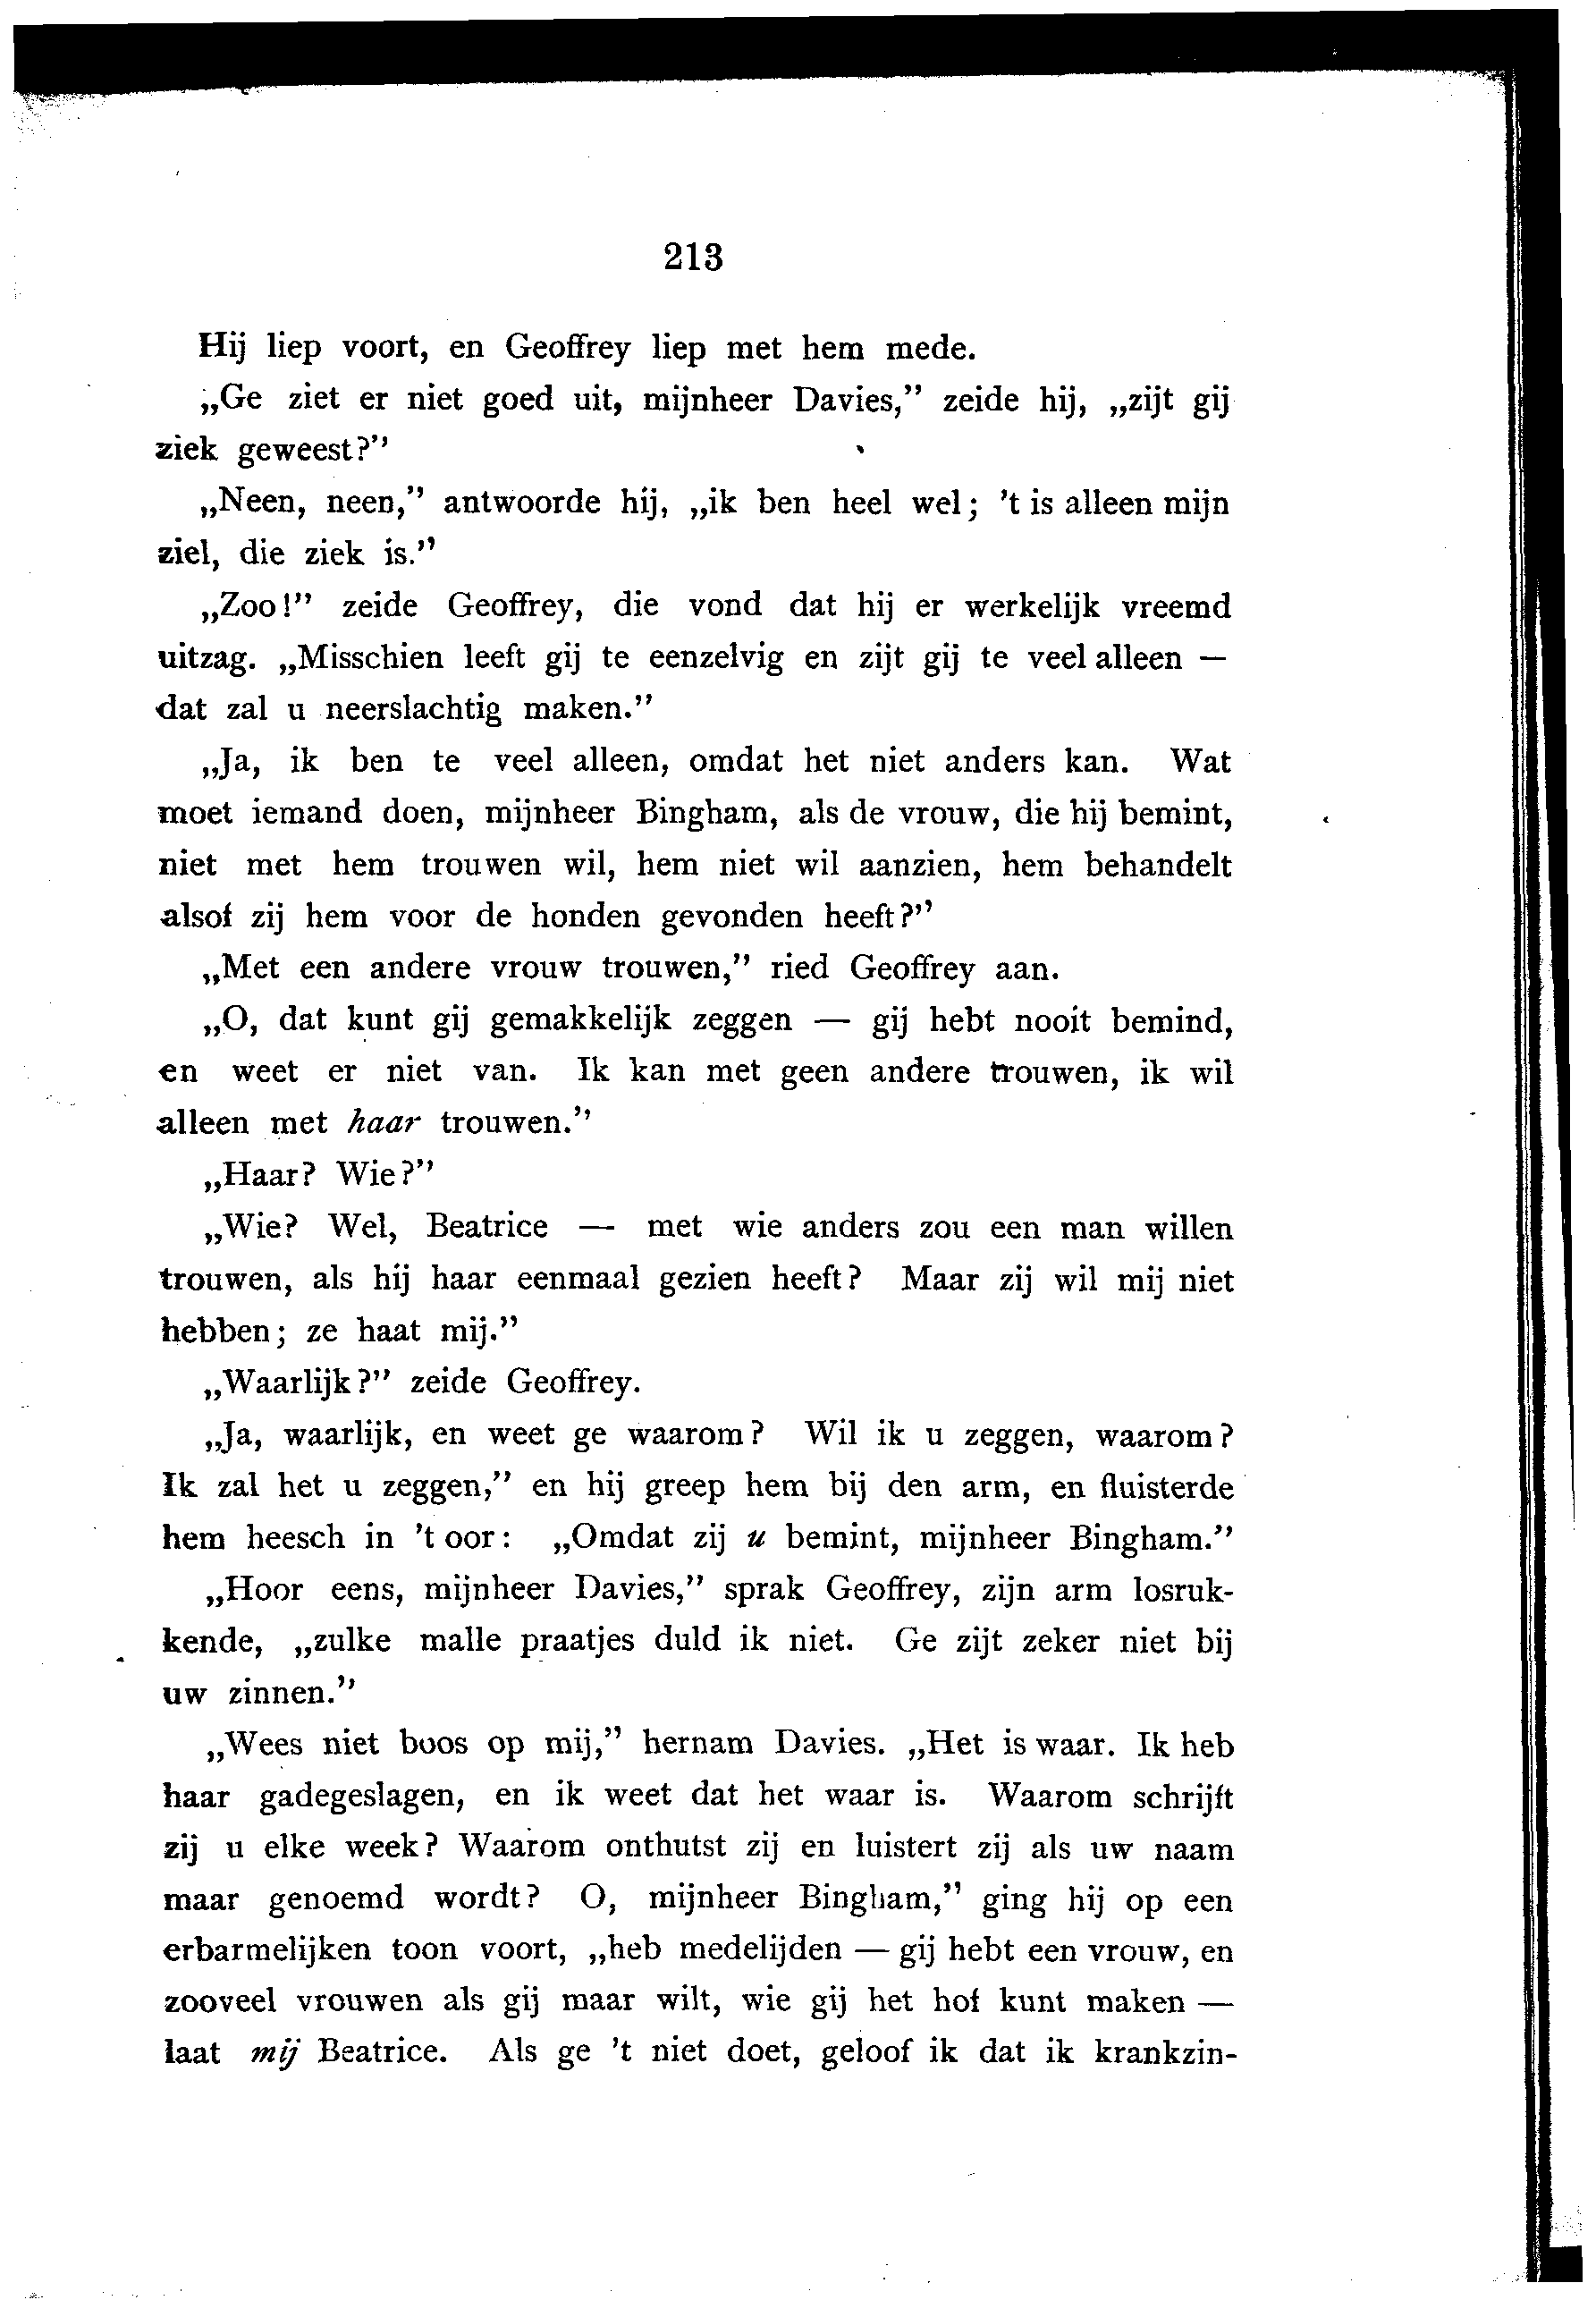 213
Hij liep voort, en Geoffrey liep met hem mede.
„Ge ziet er niet goed uit, mijnheer Davies,” zeide hij, „zijt gij
ziek geweest?”
„Neen, neen,” antwoorde hij, „ik ben heel wel; 't is alleen mijn
ziel, die ziek is.”
„Zoo!” zeide Geoffrey, die vond dat hij er werkelijk vreemd
uitzag. „Misschien leeft gij te eenzelvig en zijt gij te veel alleen —
dat zal u neerslachtig maken.”
„Ja, ik ben te veel alleen, omdat het niet anders kan. Wat
moet iemand doen, mijnheer Bingham, als de vrouw, die hij bemint,
niet met hem trouwen wil, hem niet wil aanzien, hem behandelt
alsof zij hem voor de honden gevonden heeft?”
„Met een andere vrouw trouwen,” ried Geoffrey aan.
„O, dat kunt gij gemakkelijk zeggen — gij hebt nooit bemind,
en weet er niet van. Ik kan met geen andere trouwen, ik wil
alleen met haar trouwen.”
„Haar? Wie?”
„Wie? Wel, Beatrice — met wie anders zou een man willen
trouwen, als hij haar eenmaal gezien heeft? Maar zij wil mij niet
hebben; ze haat mij.”
„Waarlijk?” zeide Geoffrey.
„Ja, waarlijk, en weet ge waarom? Wil ik u zeggen, waarom?
Ik zal het u zeggen,” en hij greep hem bij den arm, en fluisterde
hem heesch in 't oor: „Omdat zij u bemint, mijnheer Bingham.”
„Hoor eens, mijnheer Davies,” sprak Geoffrey, zijn arm losruk-
kende, „zulke malle praatjes duld ik niet. Ge zijt zeker niet bij
uw zinnen.”
„Wees niet boos op mij,” hernam Davies. „Het is waar. Ik heb
haar gadegeslagen, en ik weet dat het waar is. Waarom schrijft
zij u elke week? Waarom onthutst zij en luistert zij als uw naam
maar genoemd wordt? O, mijnheer Bingham,” ging hij op een
erbarmelijken toon voort, „heb medelijden — gij hebt een vrouw, en
zooveel vrouwen als gij maar wilt, wie gij het hof kunt maken —
laat mij Beatrice. Als ge 't niet doet, geloof ik dat ik krankzin-